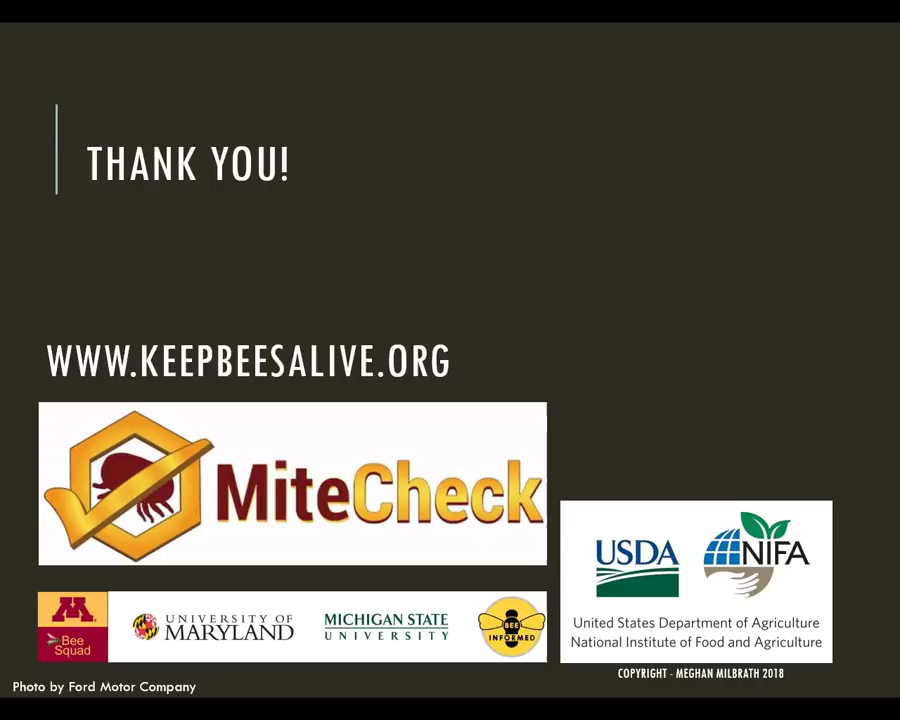 THANK YOU!
WWW.KEEPBEESALIVE.ORG
MiteCheck
M
Bee
Squad
UNIVERSITY OF
MARYLAND
MICHIGAN STATE
UNIVERSITY
BEE
INFORMED
USDA
NIFA
United States Department of Agriculture
National Institute of Food and Agriculture
COPYRIGHT - MEGHAN MILBRATH 2018
Photo by Ford Motor Company